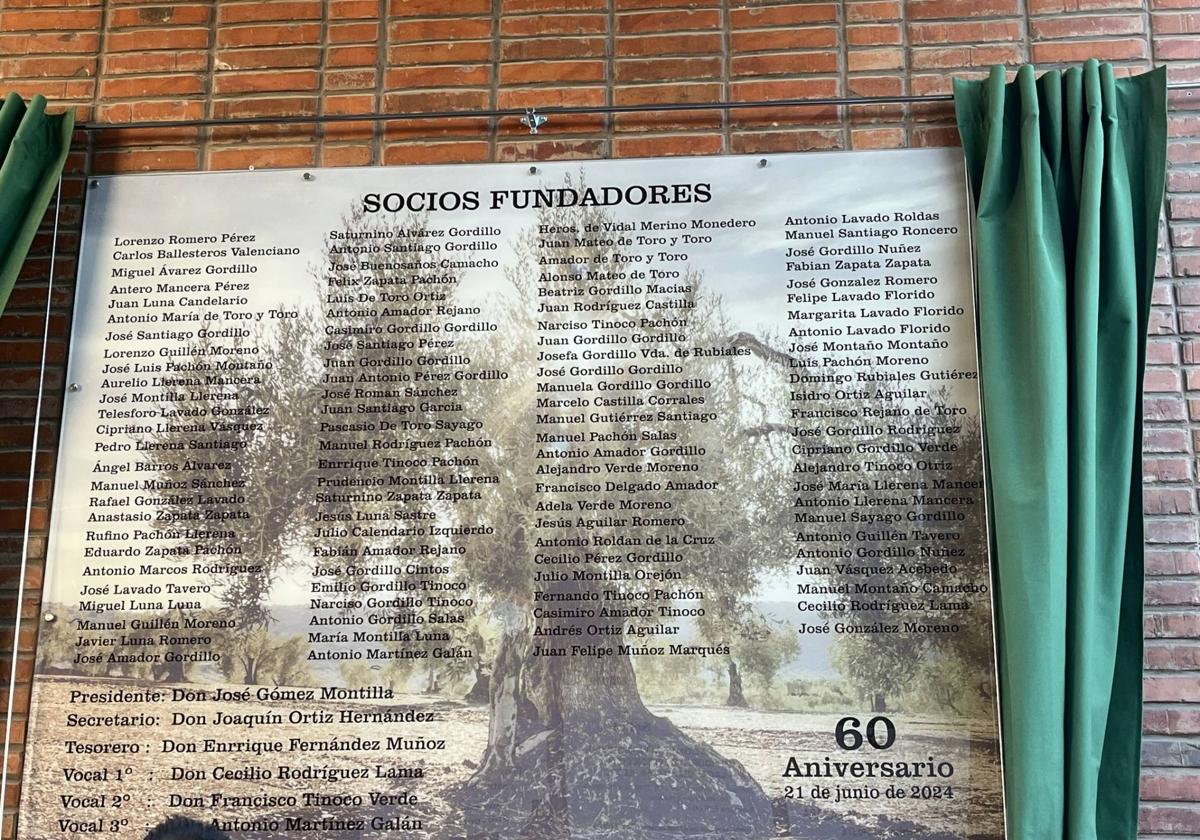 SOCIOS FUNDADORES
Lorenzo Romero Pérez
Carlos Ballesteros Valenciano
Miguel Ávarez Gordillo
Antero Mancera Pérez
Juan Luna Candelario
Antonio María de Toro y Toro
José Santiago Gordillo
Lorenzo Guillén Moreno
José Luis Pachón Montaño
Aurelio Llerena Mancera
José Montilla Llerena
Telesforo Lavado González
Cipriano Llerena Vásquez
Pedro Llerena Santiago
Ángel Barros Álvarez
Manuel Muñoz Sánchez
Rafael González Lavado
Anastasio Zapata Zapata
Rufino Pachón Llerena
Eduardo Zapata Pachón
Antonio Marcos Rodriguez
José Lavado Tavero
Miguel Luna Luna
Manuel Guillén Moreno
Javier Luna Romero
José Amador Gordillo
Saturnino Álvarez Gordillo
Antonio Santiago Gordillo
José Buenosaños Camacho
Felix Zapata Pachón
Luis De Toro Ortiz
Antonio Amador Rejano
Casimiro Gordillo Gordillo
José Santiago Pérez
Juan Gordillo Gordillo
Juan Antonio Pérez Gordillo
José Roman Sánchez
Juan Santiago García
Pascasio De Toro Sayago
Manuel Rodríguez Pachón
Enrrique Tinoco Pachón
Prudencio Montilla Llerena
Saturnino Zapata Zapata
Jesús Luna Sastre
Julio Calendario Izquierdo
Fabián Amador Rejano
José Gordillo Cintos
Emilio Gordillo Tinoco
Narciso Gordillo Tinoco
Antonio Gordillo Salas
María Montilla Luna
Antonio Martínez Galán
Heros. de Vidal Merino Monedero
Juan Mateo de Toro y Toro
Amador de Toro y Toro
Alonso Mateo de Toro
Beatriz Gordillo Macias
Juan Rodríguez Castilla
Narciso Tinoco Pachón
Juan Gordillo Gordillo
Josefa Gordillo Vda. de Rubiales
José Gordillo Gordillo
Manuela Gordillo Gordillo
Marcelo Castilla Corrales
Manuel Gutiérrez Santiago
Manuel Pachón Salas
Antonio Amador Gordillo
Alejandro Verde Moreno
Francisco Delgado Amador
Adela Verde Moreno
Jesús Aguilar Romero
Antonio Roldan de la Cruz
Cecilio Pérez Gordillo
Julio Montilla Orejón
Fernando Tinoco Pachón
Casimiro Amador Tinoco
Andrés Ortiz Aguilar
Juan Felipe Muñoz Marqués
Antonio Lavado Roldas
Manuel Santiago Roncero
José Gordillo Nuñez
Fabian Zapata Zapata
José Gonzalez Romero
Felipe Lavado Florido
Margarita Lavado Florido
Antonio Lavado Florido
José Montaño Montaño
Luis Pachón Moreno
Domingo Rubiales Gutiérez
Isidro Ortiz Aguilar
Francisco Rejano de Toro
José Gordillo Rodríguez
Cipriano Gordillo Verde
Alejandro Tinoco Otriz
José María Llerena Mancer
Antonio Llerena Mancera
Manuel Sayago Gordillo
Antonio Guillén Tavero
Antonio Gordillo Nuñez
Juan Vásquez Acebedo
Manuel Montaño Camacho
Cecilio Rodríguez Lama
José González Moreno
Presidente: Don José Gómez Montilla
Secretario: Don Joaquín Ortiz Hernández
Tesorero : Don Enrrique Fernández Muñoz
Vocal 1º : Don Cecilio Rodríguez Lama
Vocal 2º : Don Francisco Tinoco Verde
Vocal 3º : Antonio Martínez Galán
60
Aniversario
21 de junio de 2024